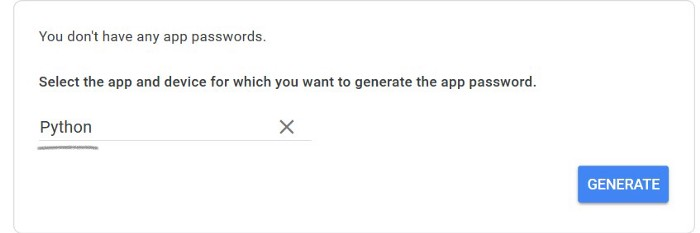 You don't have any app passwords.
Select the app and device for which you want to generate the app password.
Python
GENERATE